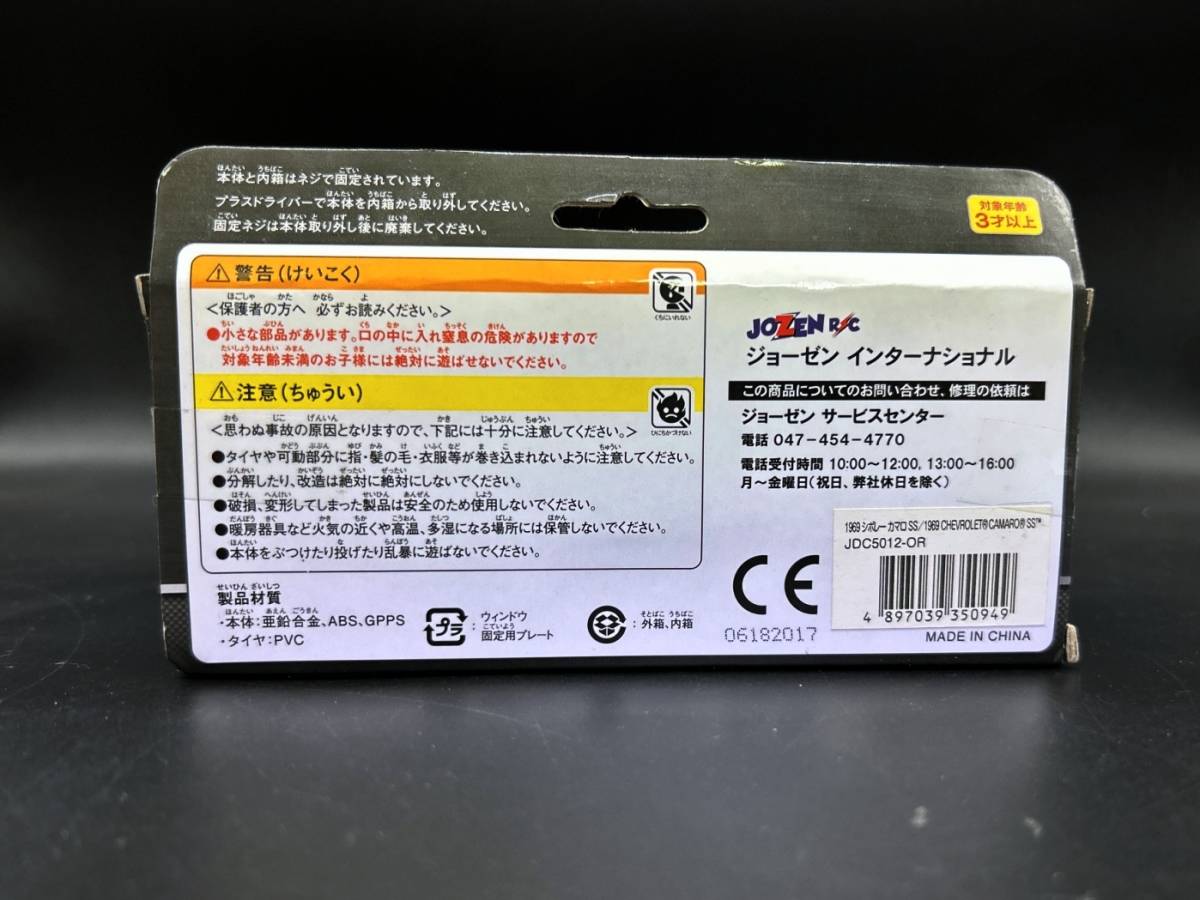 本体と内箱はネジで固定されています。
プラスドライバーで本体を内箱から取り外してください。
固定ネジは本体取り外し後に廃棄してください。
対象年齢
3才以上
⚠警告(けいこく)
＜保護者の方へ 必ずお読みください。＞
●小さな部品があります。口の中に入れ窒息の危険がありますので
対象年齢未満のお子様には絶対に遊ばせないでください。
くちにいれない
⚠注意(ちゅうい)
＜思わぬ事故の原因となりますので、下記には十分に注意してください。＞
ひにちかづけない
●タイヤや可動部分に指・髪の毛・衣服等が巻き込まれないように注意してください。
●分解したり、改造は絶対に絶対にしないでください。
●破損、変形してしまった製品は安全のため使用しないでください。
●暖房器具など火気の近くや高温、多湿になる場所には保管しないでください。
●本体をぶつけたり投げたり乱暴に遊ばないでください。
製品材質
・本体：亜鉛合金、ABS、GPPS
・タイヤ：PVC
プラ
：ウィンドウ
固定用プレート
：外箱、内箱
JOZEN R/C
ジョーゼン インターナショナル
この商品についてのお問い合わせ、修理の依頼は
ジョーゼン サービスセンター
電話 047-454-4770
電話受付時間 10:00〜12:00, 13:00〜16:00
月〜金曜日(祝日、弊社休日を除く)
1969 シボレー カマロ SS／1969 CHEVROLET® CAMARO® SS™
JDC5012-OR
4 897039 350949
CE
06182017
MADE IN CHINA